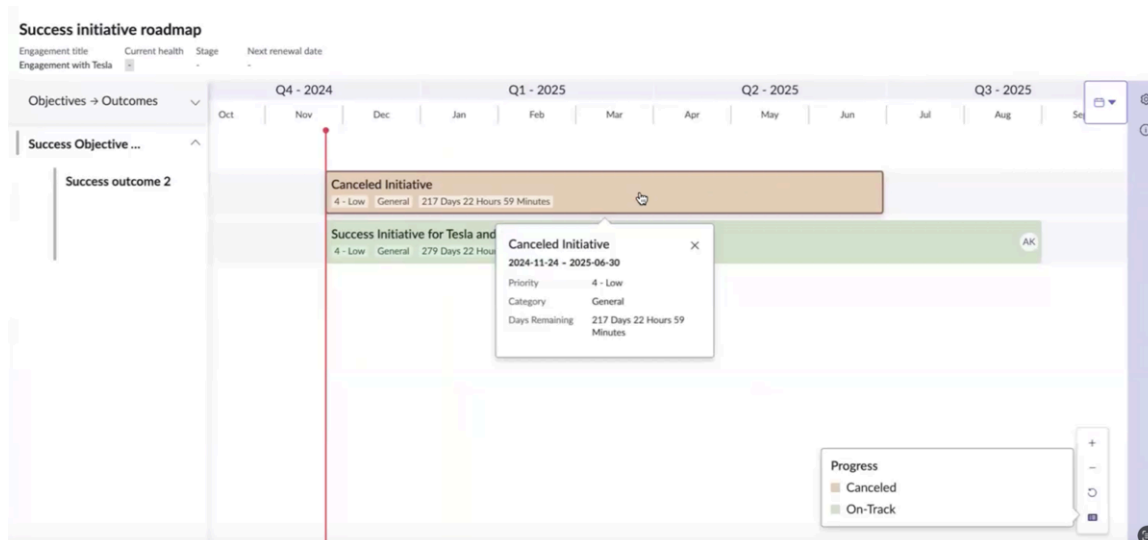 Success initiative roadmap
Engagement title Current health Stage Next renewal date
Engagement with Tesla - - -
Objectives → Outcomes
Q4 - 2024 Q1 - 2025 Q2 - 2025 Q3 - 2025
Oct Nov Dec Jan Feb Mar Apr May Jun Jul Aug
Success Objective ...
Success outcome 2
Canceled Initiative
4 - Low General 217 Days 22 Hours 59 Minutes
Success Initiative for Tesla and
4 - Low General 279 Days 22 Hou
AK
Canceled Initiative
2024-11-24 – 2025-06-30
Priority 4 - Low
Category General
Days Remaining 217 Days 22 Hours 59
Minutes
Progress
Canceled
On-Track